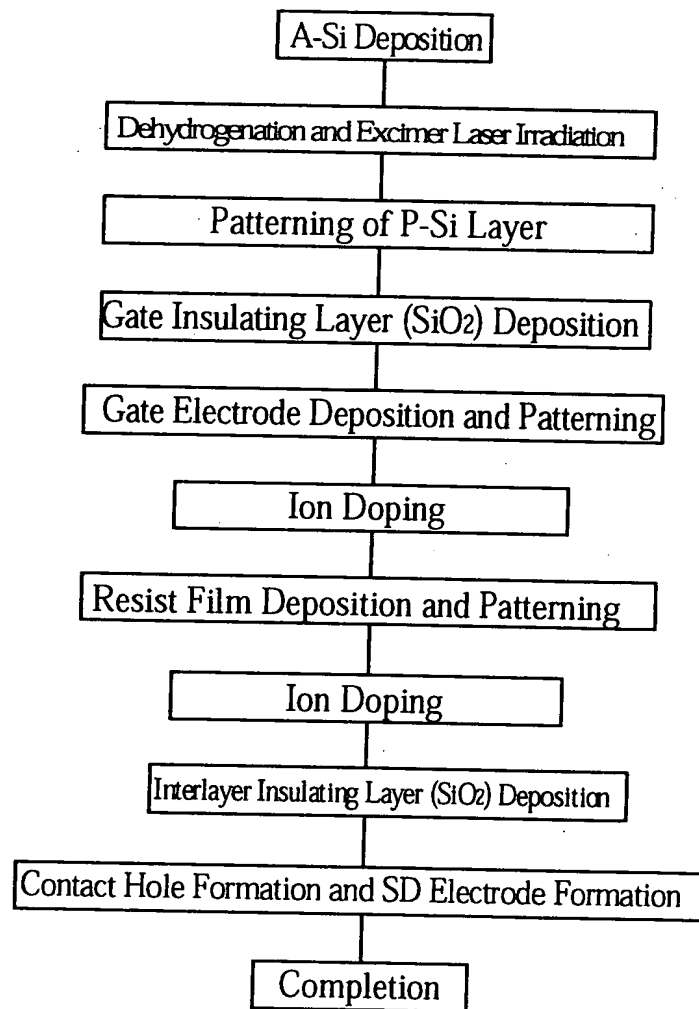 A-Si Deposition
Dehydrogenation and Excimer Laser Irradiation
Patterning of P-Si Layer
Gate Insulating Layer (SiO2) Deposition
Gate Electrode Deposition and Patterning
Ion Doping
Resist Film Deposition and Patterning
Ion Doping
Interlayer Insulating Layer (SiO2) Deposition
Contact Hole Formation and SD Electrode Formation
Completion